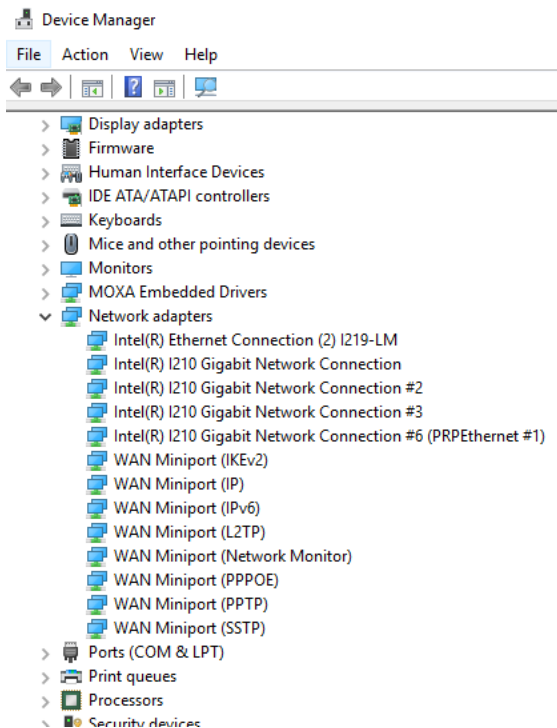 Device Manager
File Action View Help
Display adapters
Firmware
Human Interface Devices
IDE ATA/ATAPI controllers
Keyboards
Mice and other pointing devices
Monitors
MOXA Embedded Drivers
Network adapters
Intel(R) Ethernet Connection (2) I219-LM
Intel(R) I210 Gigabit Network Connection
Intel(R) I210 Gigabit Network Connection #2
Intel(R) I210 Gigabit Network Connection #3
Intel(R) I210 Gigabit Network Connection #6 (PRPEthernet #1)
WAN Miniport (IKEv2)
WAN Miniport (IP)
WAN Miniport (IPv6)
WAN Miniport (L2TP)
WAN Miniport (Network Monitor)
WAN Miniport (PPPOE)
WAN Miniport (PPTP)
WAN Miniport (SSTP)
Ports (COM & LPT)
Print queues
Processors
Security devices